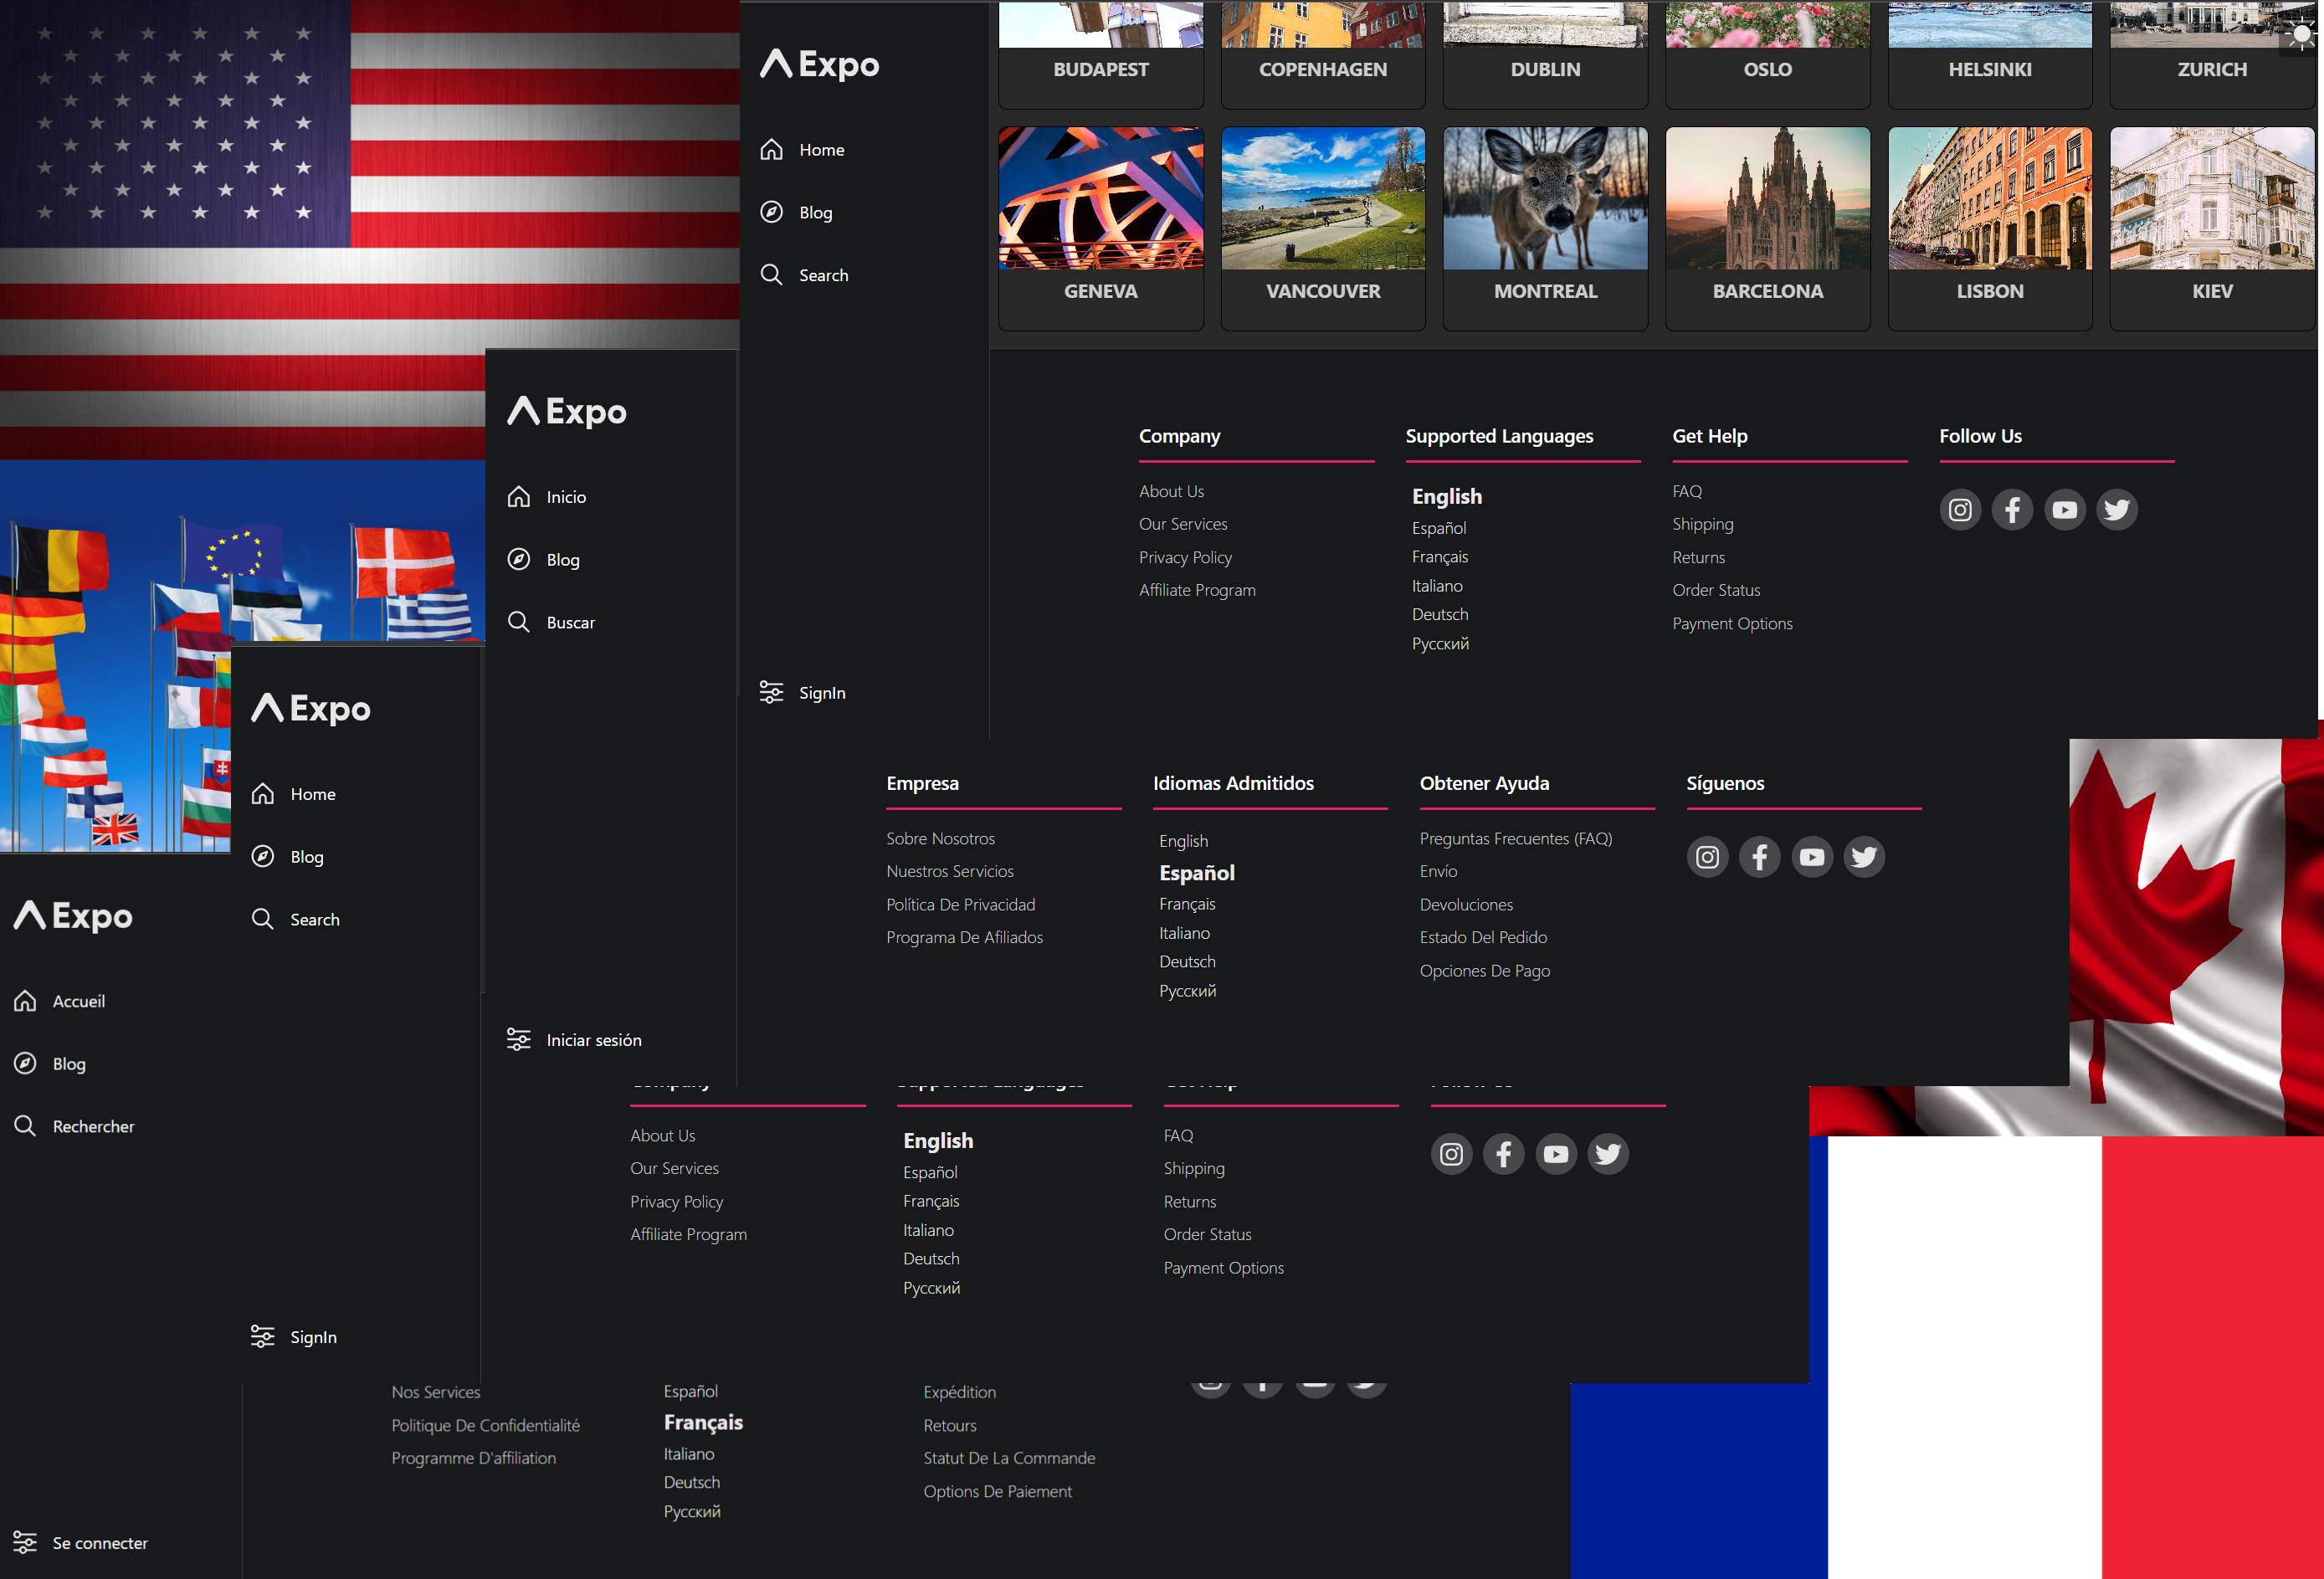 Expo
Home
Blog
Search
SignIn
BUDAPEST
COPENHAGEN
DUBLIN
OSLO
HELSINKI
ZURICH
GENEVA
VANCOUVER
MONTREAL
BARCELONA
LISBON
KIEV
Company
About Us
Our Services
Privacy Policy
Affiliate Program
Supported Languages
English
Español
Français
Italiano
Deutsch
Русский
Get Help
FAQ
Shipping
Returns
Order Status
Payment Options
Follow Us
Expo
Inicio
Blog
Buscar
Iniciar sesión
Empresa
Sobre Nosotros
Nuestros Servicios
Política De Privacidad
Programa De Afiliados
Idiomas Admitidos
English
Español
Français
Italiano
Deutsch
Русский
Obtener Ayuda
Preguntas Frecuentes (FAQ)
Envío
Devoluciones
Estado Del Pedido
Opciones De Pago
Síguenos
Expo
Home
Blog
Search
SignIn
About Us
Our Services
Privacy Policy
Affiliate Program
English
Español
Français
Italiano
Deutsch
Русский
FAQ
Shipping
Returns
Order Status
Payment Options
Expo
Accueil
Blog
Rechercher
Se connecter
Nos Services
Politique De Confidentialité
Programme D'affiliation
Español
Français
Italiano
Deutsch
Русский
Expédition
Retours
Statut De La Commande
Options De Paiement